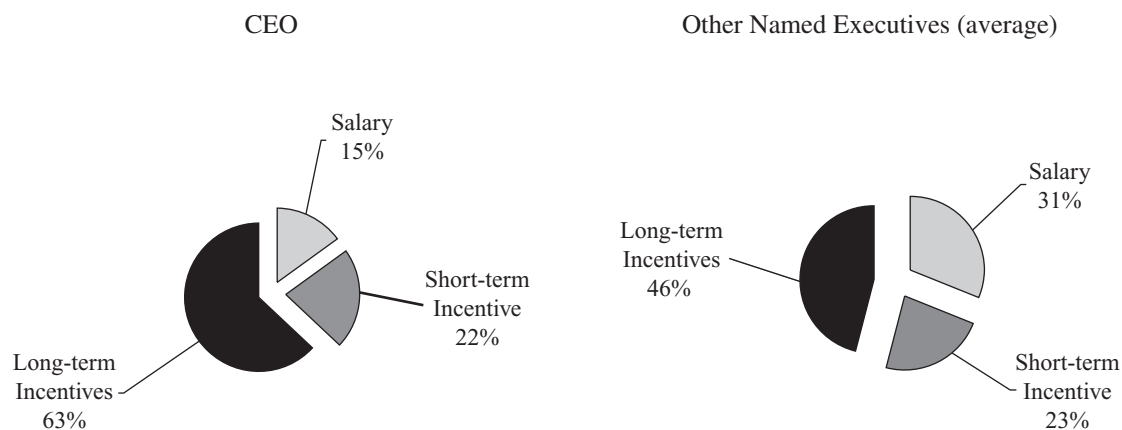 CEO
Salary
15%
Short-term
Incentive
22%
Long-term
Incentives
63%
Other Named Executives (average)
Salary
31%
Long-term
Incentives
46%
Short-term
Incentive
23%